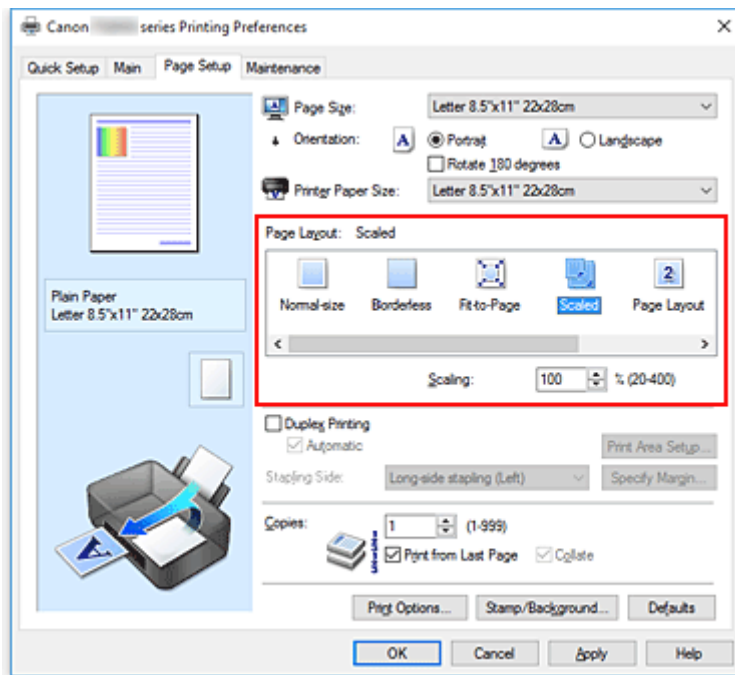 Canon series Printing Preferences
Quick Setup Main Page Setup Maintenance
Page Size: Letter 8.5"x11" 22x28cm
Orientation: A Portrait A Landscape
Rotate 180 degrees
Printer Paper Size: Letter 8.5"x11" 22x28cm
Page Layout: Scaled
2
Normal-size Borderless Fit-to-Page Scaled Page Layout
Scaling: 100 % (20-400)
Plain Paper
Letter 8.5"x11" 22x28cm
Duplex Printing
Automatic Print Area Setup...
Stapling Side: Long-side stapling (Left) Specify Margin...
Copies: 1 (1-999)
Print from Last Page Collate
A
Print Options... Stamp/Background... Defaults
OK Cancel Apply Help